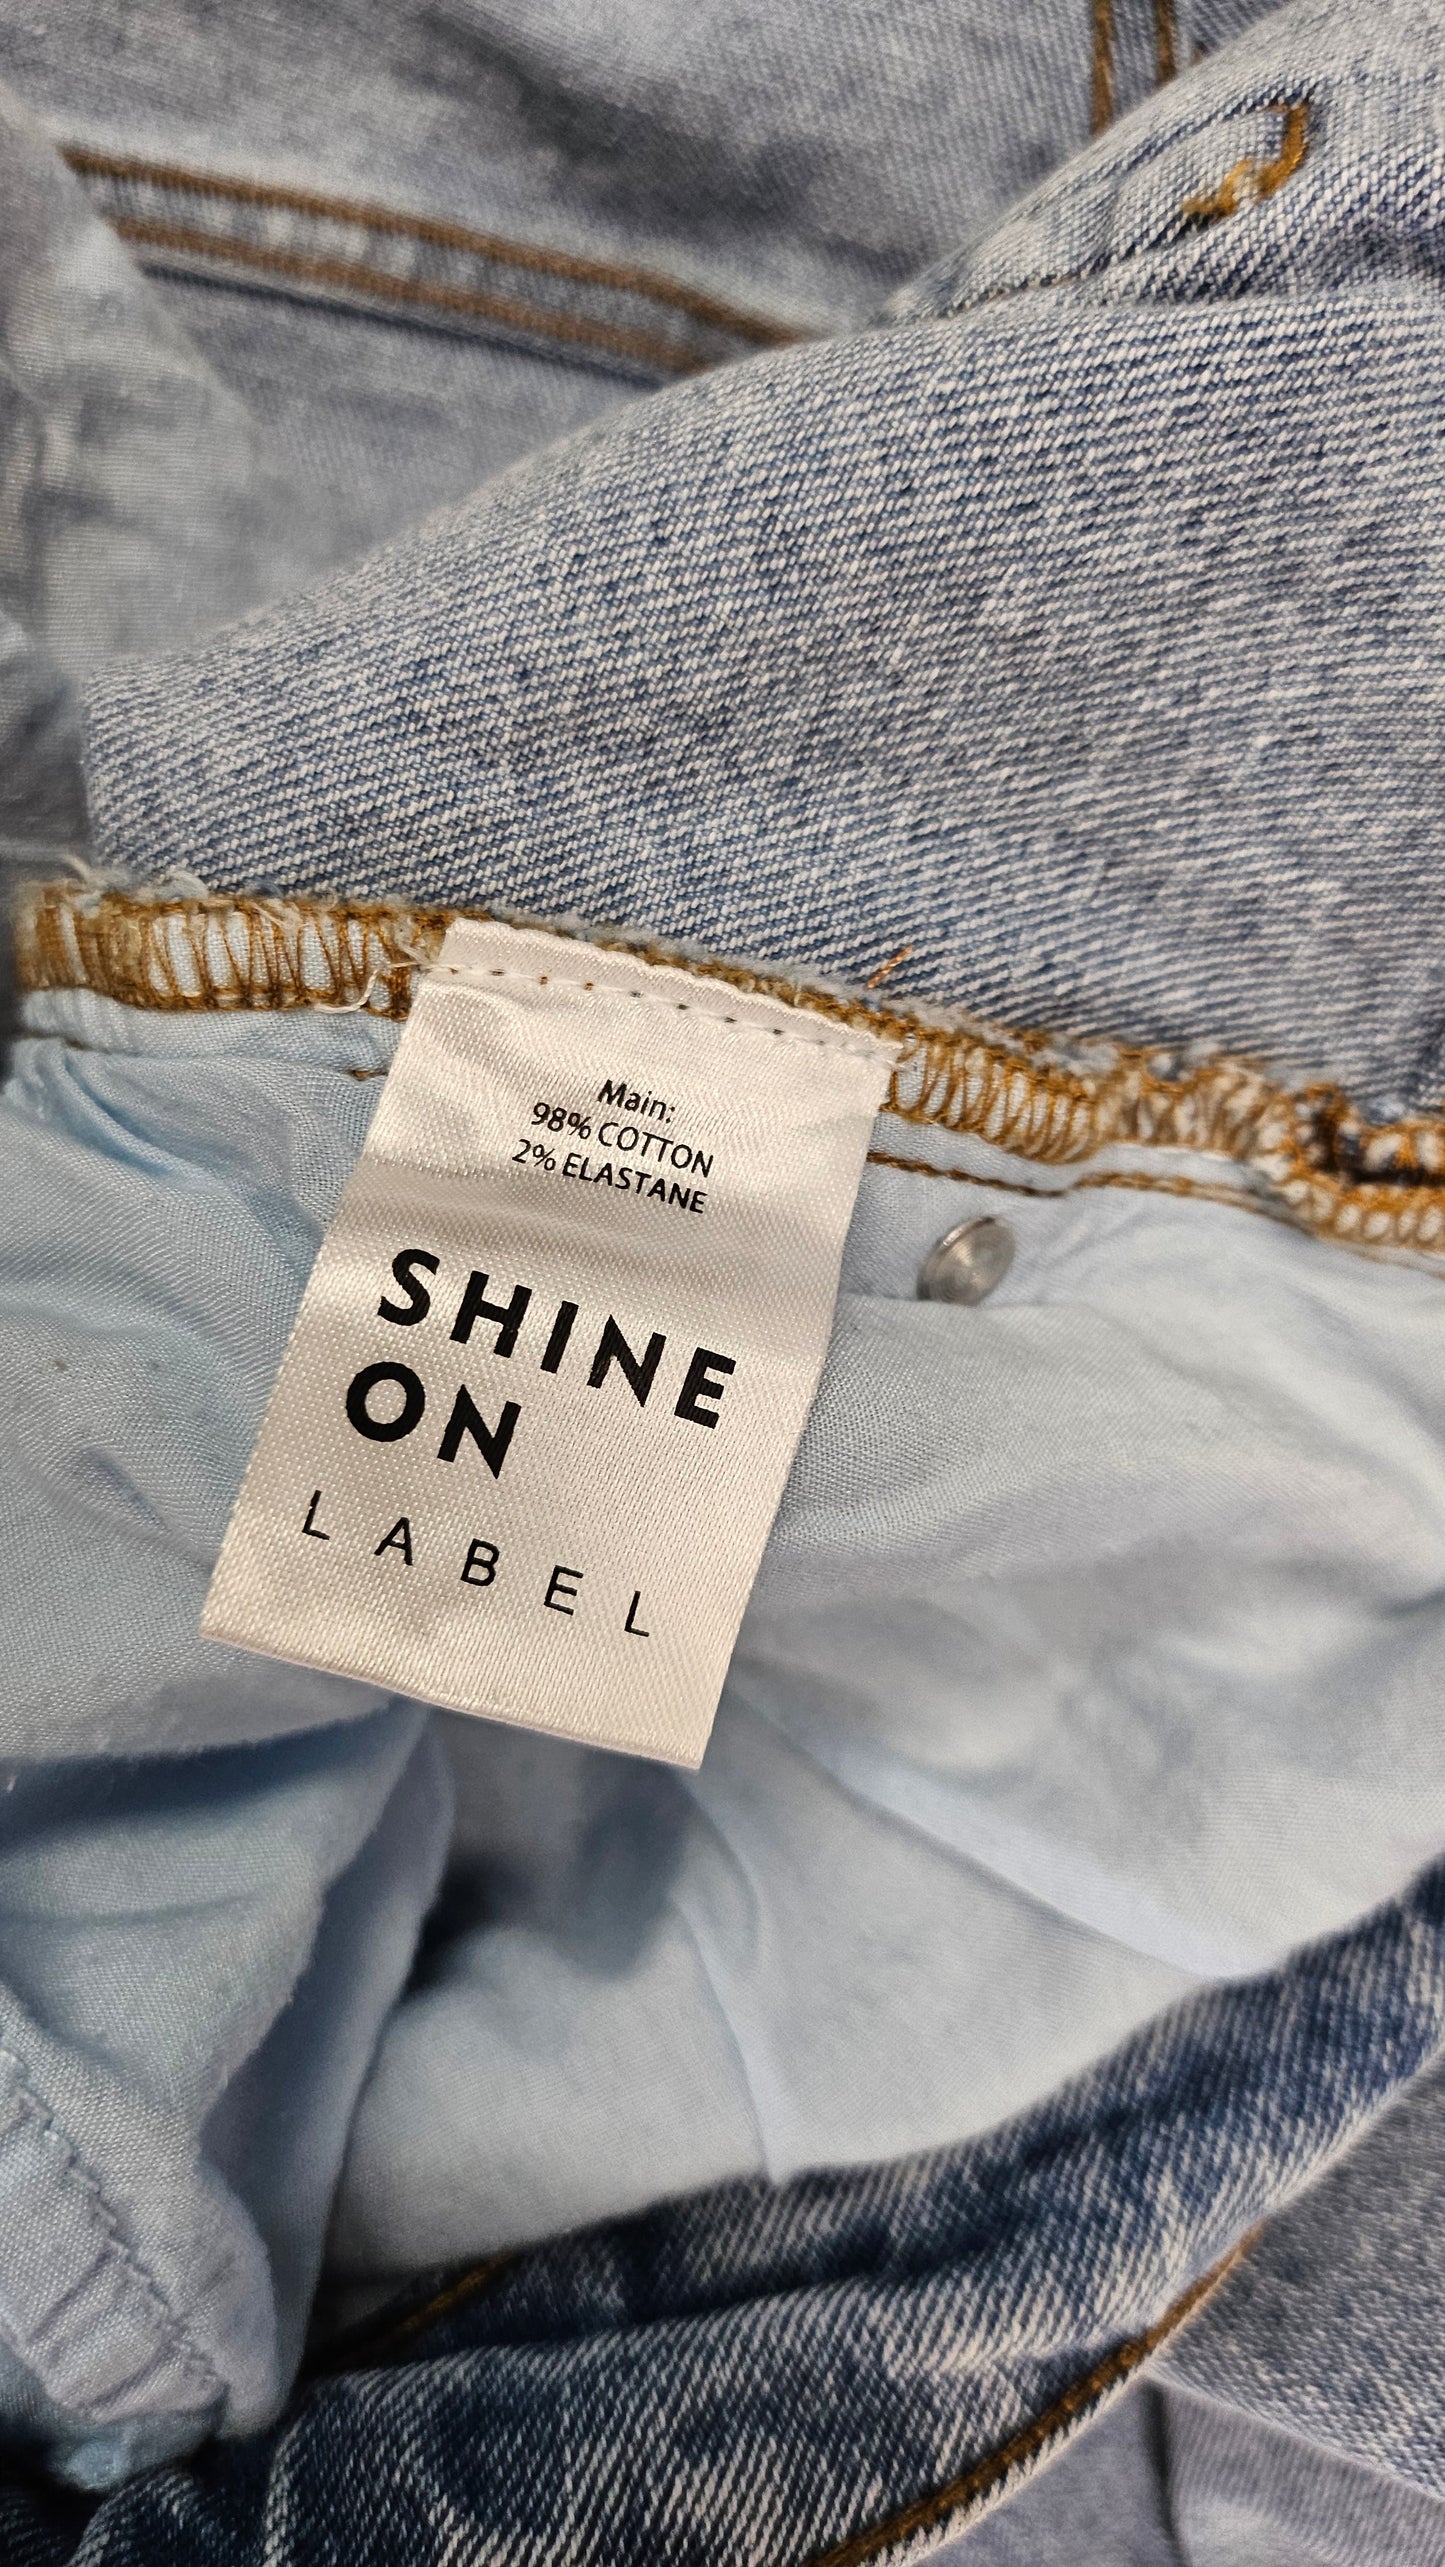 Main:
98% COTTON
2% ELASTANE
SHINE
ON
LABEL